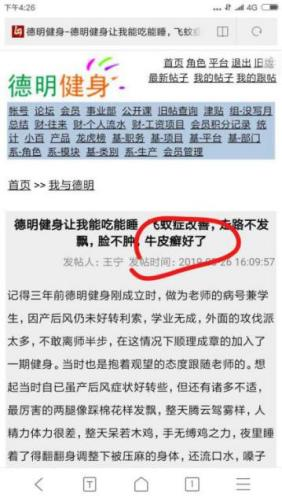 下午4:26
4G
德明健身-德明健身让我能吃能睡，飞蚊症
德明健身
首页 角色 平台 退出 旧版
最新帖子 我的帖子 我的跟帖
帐号 论坛 会员 事业部 公开课 旧帖查询 津贴 组-没写月
总结 财-往来 财-个人流水 财-工资项目 会员积分记录 统
计 小百 产品 龙虎榜 基-职务 基-项目 基-平台 基-部门
系-角色 系-模块 基-类别 系-生产 会员管理
首页 >> 我与德明
德明健身让我能吃能睡，飞蚊症改善，走路不发
飘，脸不肿，牛皮癣好了
发帖人：王宁 发帖时间：2019-05-26 16:09:57
记得三年前德明健身刚成立时，做为老师的病号兼学
生，因产后风仍未好转利索，学业无成，外面的攻伐派
太多，不敢离师半步，在这情况下顺理成章的加入了
一期健身。当时也是抱着观望的态度跟随老师的。当
想起当时自已虽产后风症状好转些，但还有诸多不适，
最厉害的两腿像踩棉花样发飘，整天腾云驾雾样，人
精力体力很差，整天呆若木鸡，手无缚鸡之力，夜里睡
着了得翻翻身调整下被压麻的身体，还流口水，嗓子